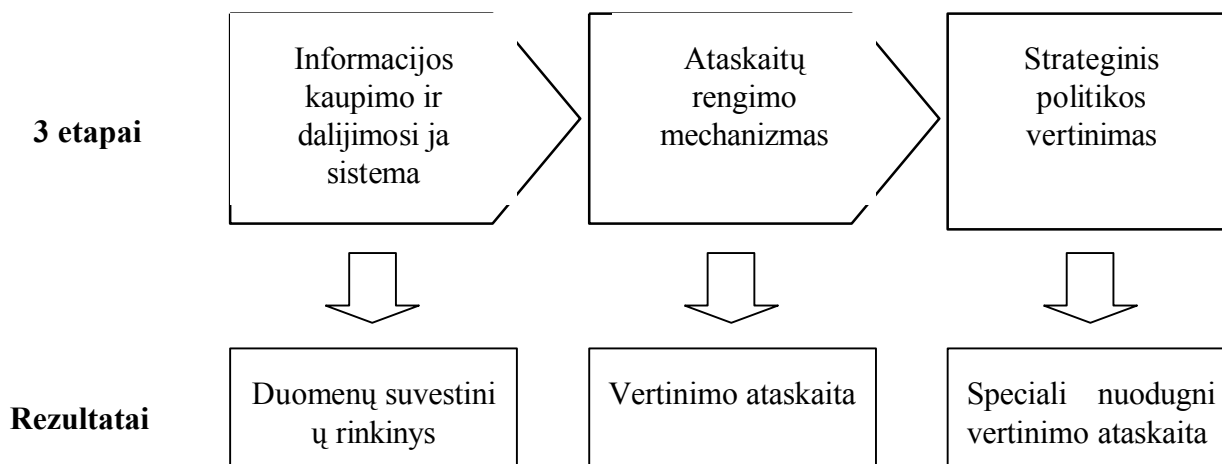 3 etapai
Informacijos
kaupimo ir
dalijimosi ja
sistema
Ataskaitų
rengimo
mechanizmas
Strateginis
politikos
vertinimas
Rezultatai
Duomenų suvestini
ų rinkinys
Vertinimo ataskaita
Speciali nuodugni
vertinimo ataskaita